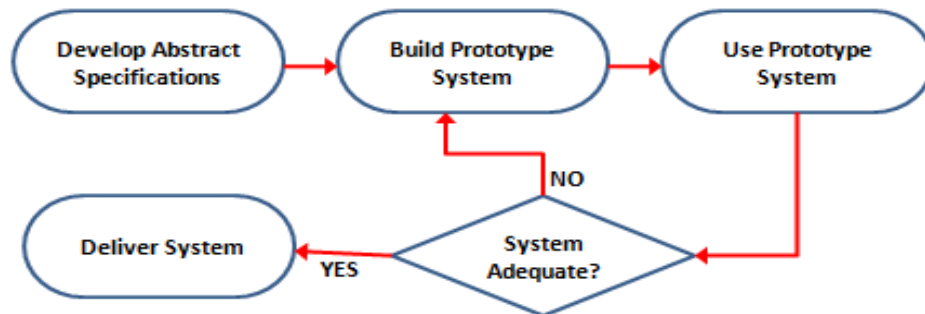 Develop Abstract
Specifications
Build Prototype
System
Use Prototype
System
NO
System
Adequate?
YES
Deliver System